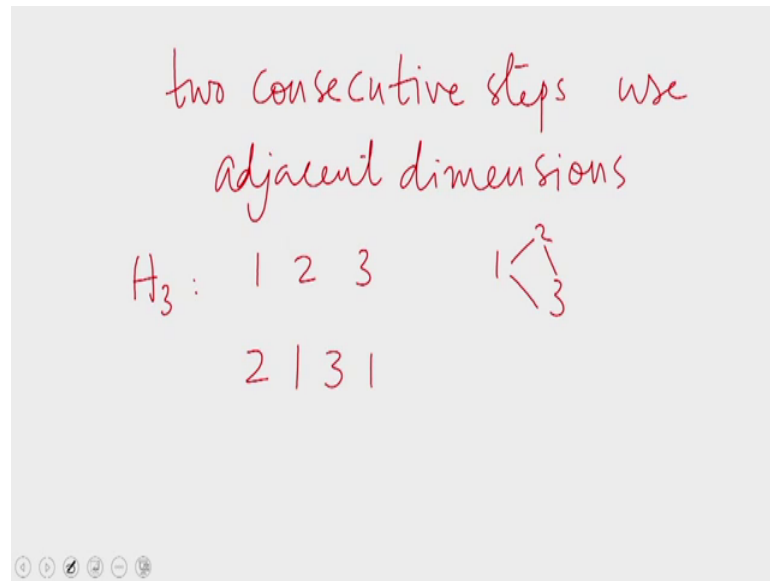 two consecutive steps use
adjacent dimensions
H₃ : 1 2 3
2
1
3
2 1 3 1